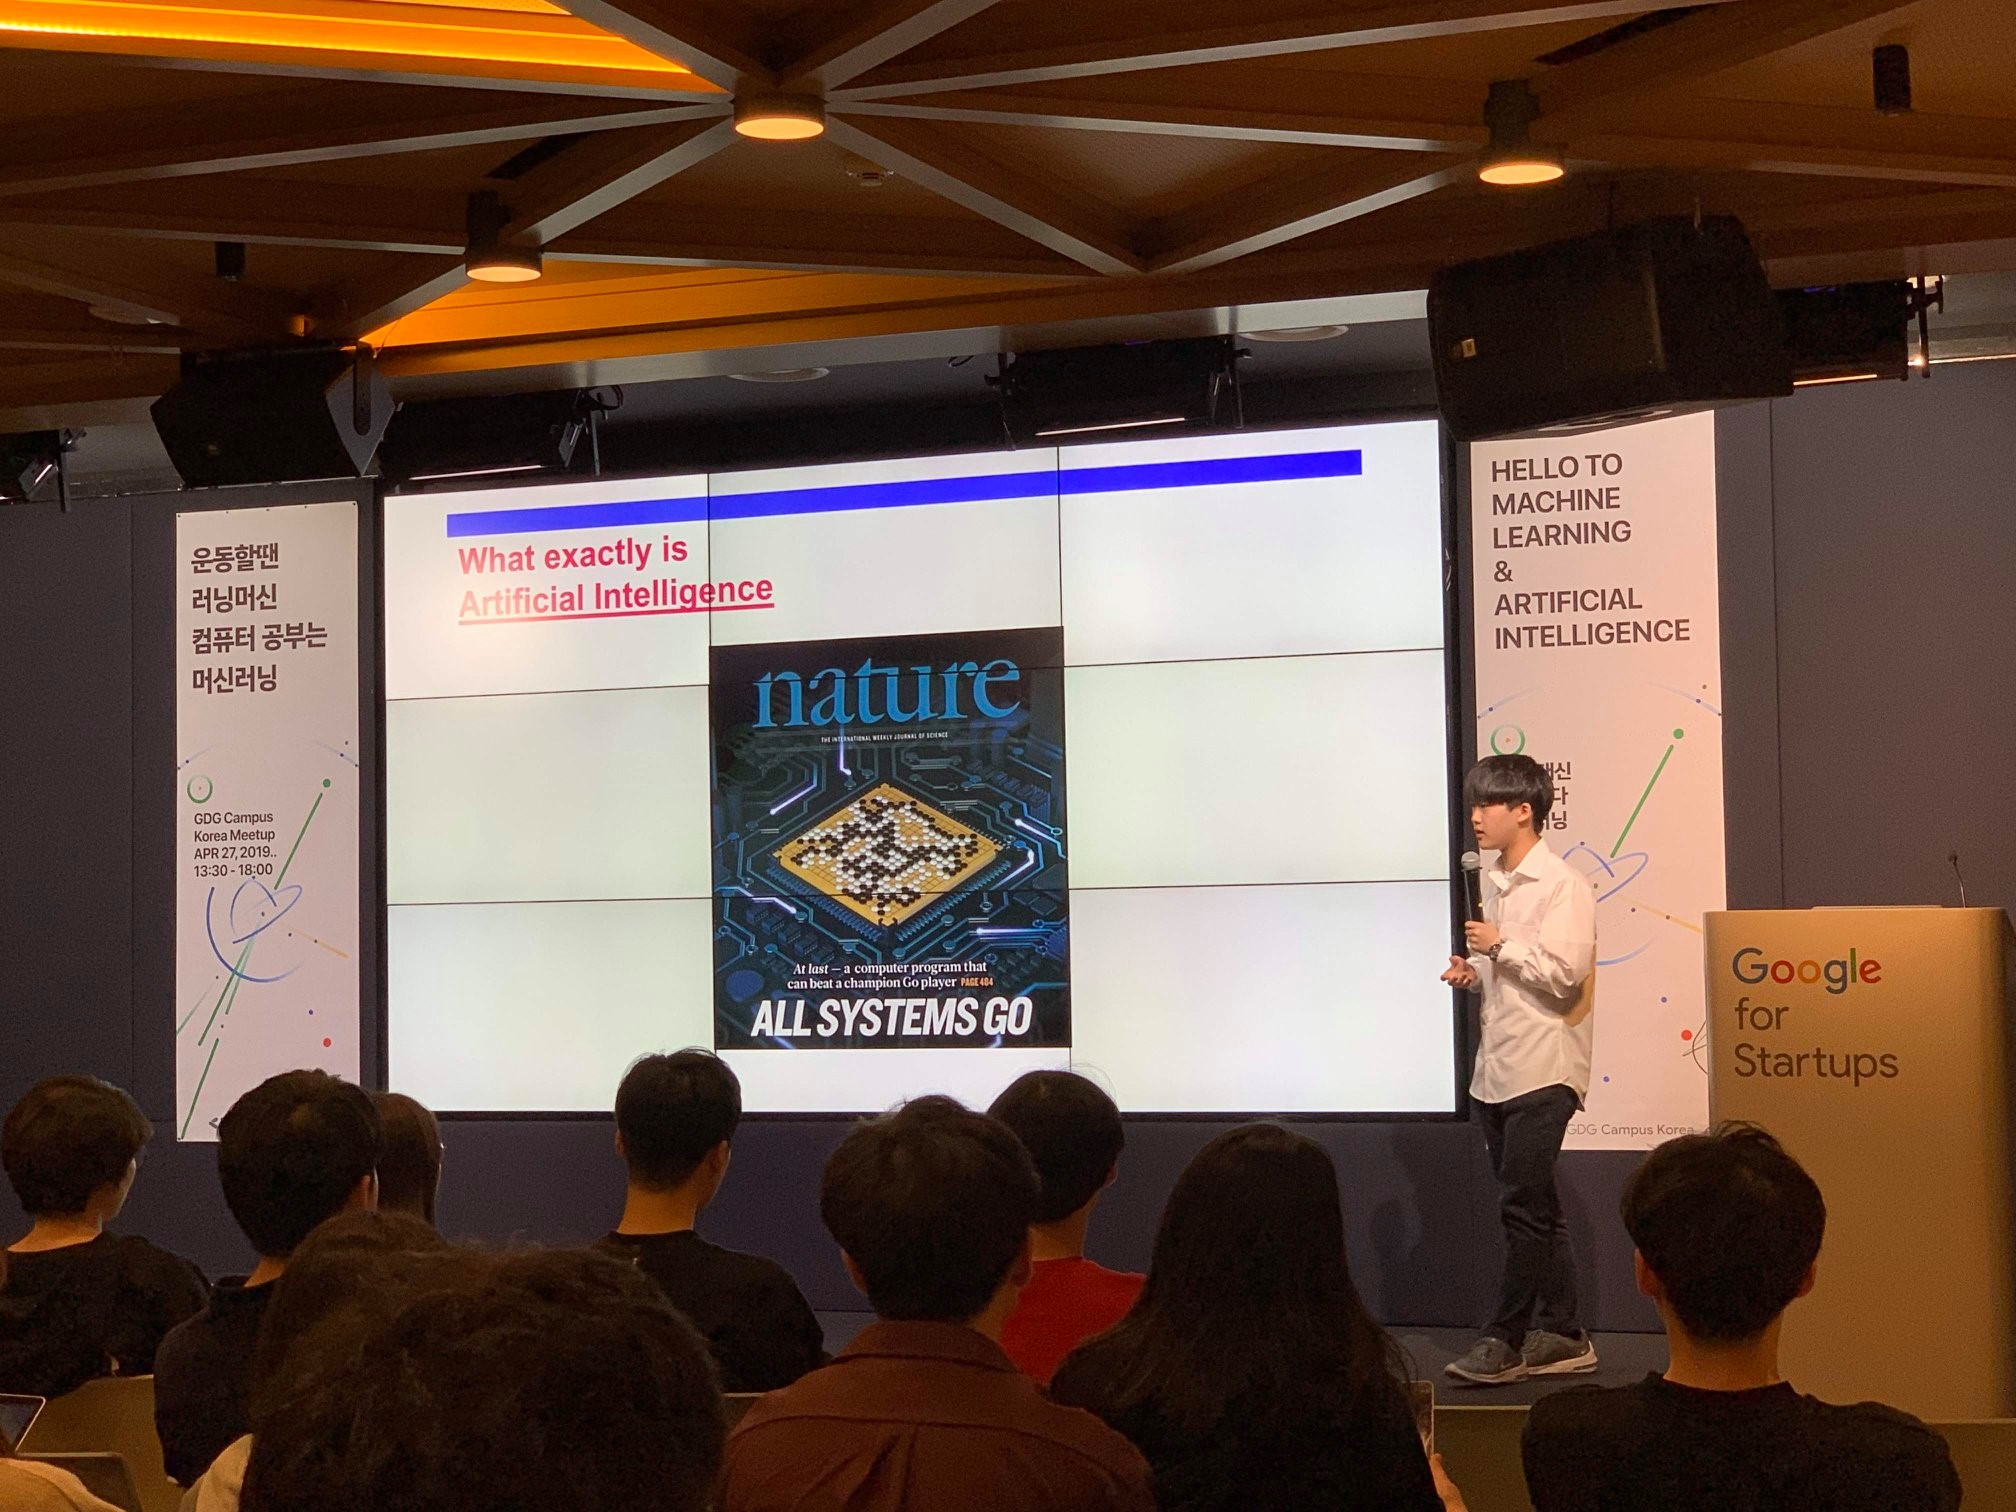 운동할땐
러닝머신
컴퓨터 공부는
머신러닝
GDG Campus
Korea Meetup
APR 27, 2019..
13:30 - 18:00
What exactly is
Artificial Intelligence
nature
THE INTERNATIONAL WEEKLY JOURNAL OF SCIENCE
At last – a computer program that
can beat a champion Go player PAGE 484
ALL SYSTEMS GO
HELLO TO
MACHINE
LEARNING
&
ARTIFICIAL
INTELLIGENCE
GDG Campus Korea
Google
for
Startups